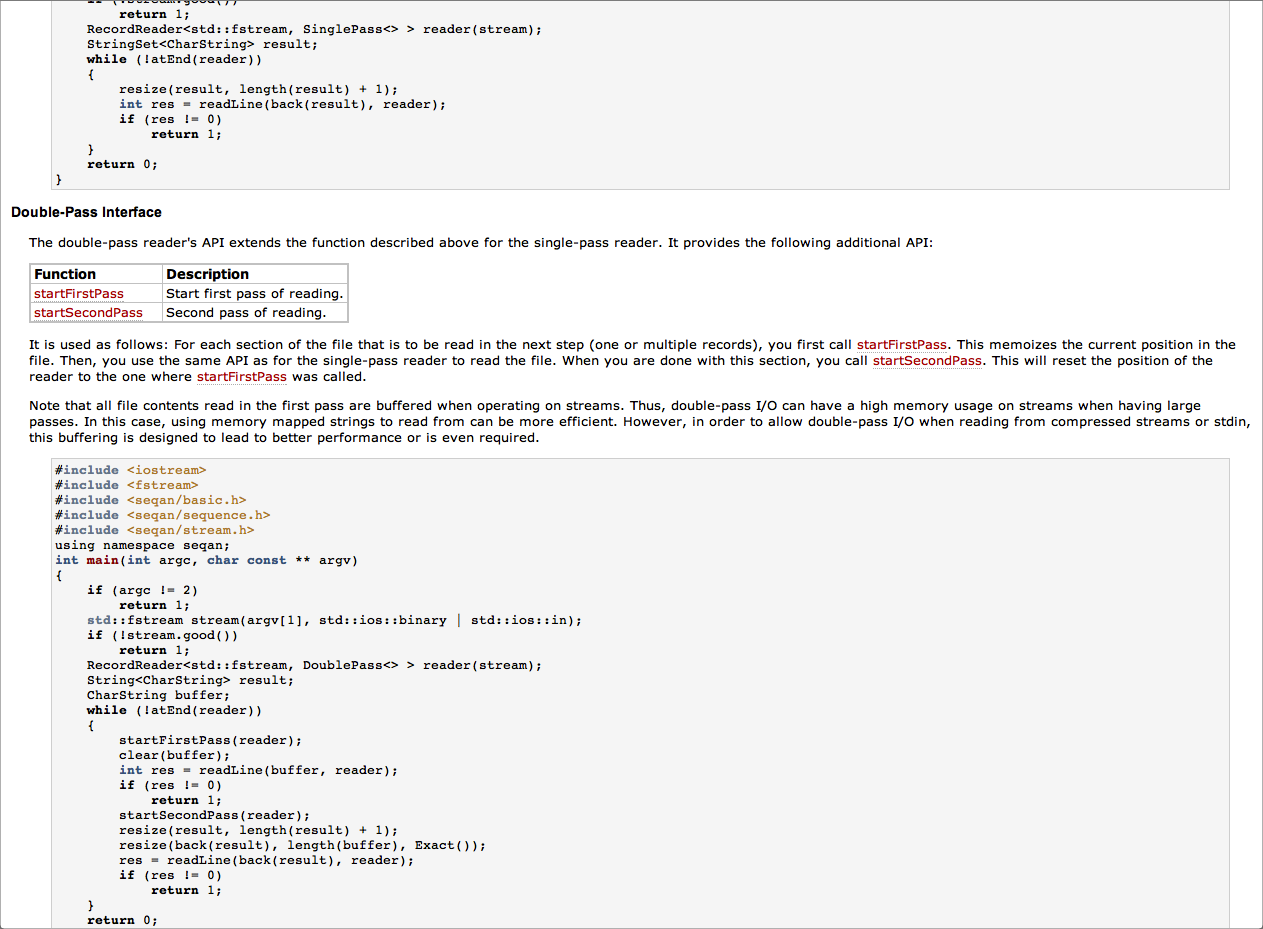 return 1;
RecordReader<std::fstream, SinglePass<> > reader(stream);
StringSet<CharString> result;
while (!atEnd(reader))
{
resize(result, length(result) + 1);
int res = readLine(back(result), reader);
if (res != 0)
return 1;
}
return 0;
}
Double-Pass Interface
The double-pass reader's API extends the function described above for the single-pass reader. It provides the following additional API:
Function Description
startFirstPass Start first pass of reading.
startSecondPass Second pass of reading.
It is used as follows: For each section of the file that is to be read in the next step (one or multiple records), you first call startFirstPass. This memoizes the current position in the
file. Then, you use the same API as for the single-pass reader to read the file. When you are done with this section, you call startSecondPass. This will reset the position of the
reader to the one where startFirstPass was called.
Note that all file contents read in the first pass are buffered when operating on streams. Thus, double-pass I/O can have a high memory usage on streams when having large
passes. In this case, using memory mapped strings to read from can be more efficient. However, in order to allow double-pass I/O when reading from compressed streams or stdin,
this buffering is designed to lead to better performance or is even required.
#include <iostream>
#include <fstream>
#include <seqan/basic.h>
#include <seqan/sequence.h>
#include <seqan/stream.h>
using namespace seqan;
int main(int argc, char const ** argv)
{
if (argc != 2)
return 1;
std::fstream stream(argv[1], std::ios::binary | std::ios::in);
if (!stream.good())
return 1;
RecordReader<std::fstream, DoublePass<> > reader(stream);
String<CharString> result;
CharString buffer;
while (!atEnd(reader))
{
startFirstPass(reader);
clear(buffer);
int res = readLine(buffer, reader);
if (res != 0)
return 1;
startSecondPass(reader);
resize(result, length(result) + 1);
resize(back(result), length(buffer), Exact());
res = readLine(back(result), reader);
if (res != 0)
return 1;
}
return 0;